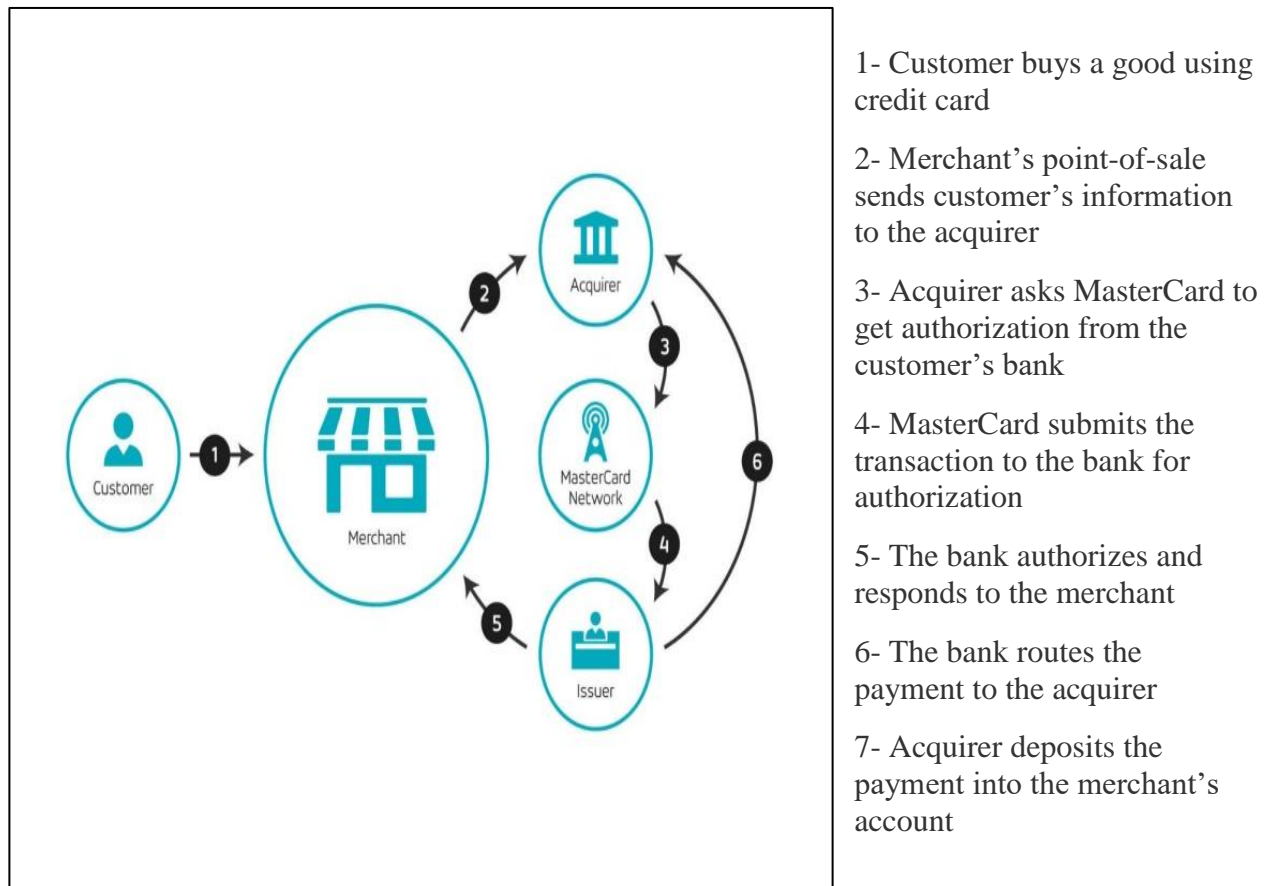 1
Customer
Merchant
2
Acquirer
3
MasterCard
Network
4
5
Issuer
6
1- Customer buys a good using
credit card
2- Merchant’s point-of-sale
sends customer’s information
to the acquirer
3- Acquirer asks MasterCard to
get authorization from the
customer’s bank
4- MasterCard submits the
transaction to the bank for
authorization
5- The bank authorizes and
responds to the merchant
6- The bank routes the
payment to the acquirer
7- Acquirer deposits the
payment into the merchant’s
account